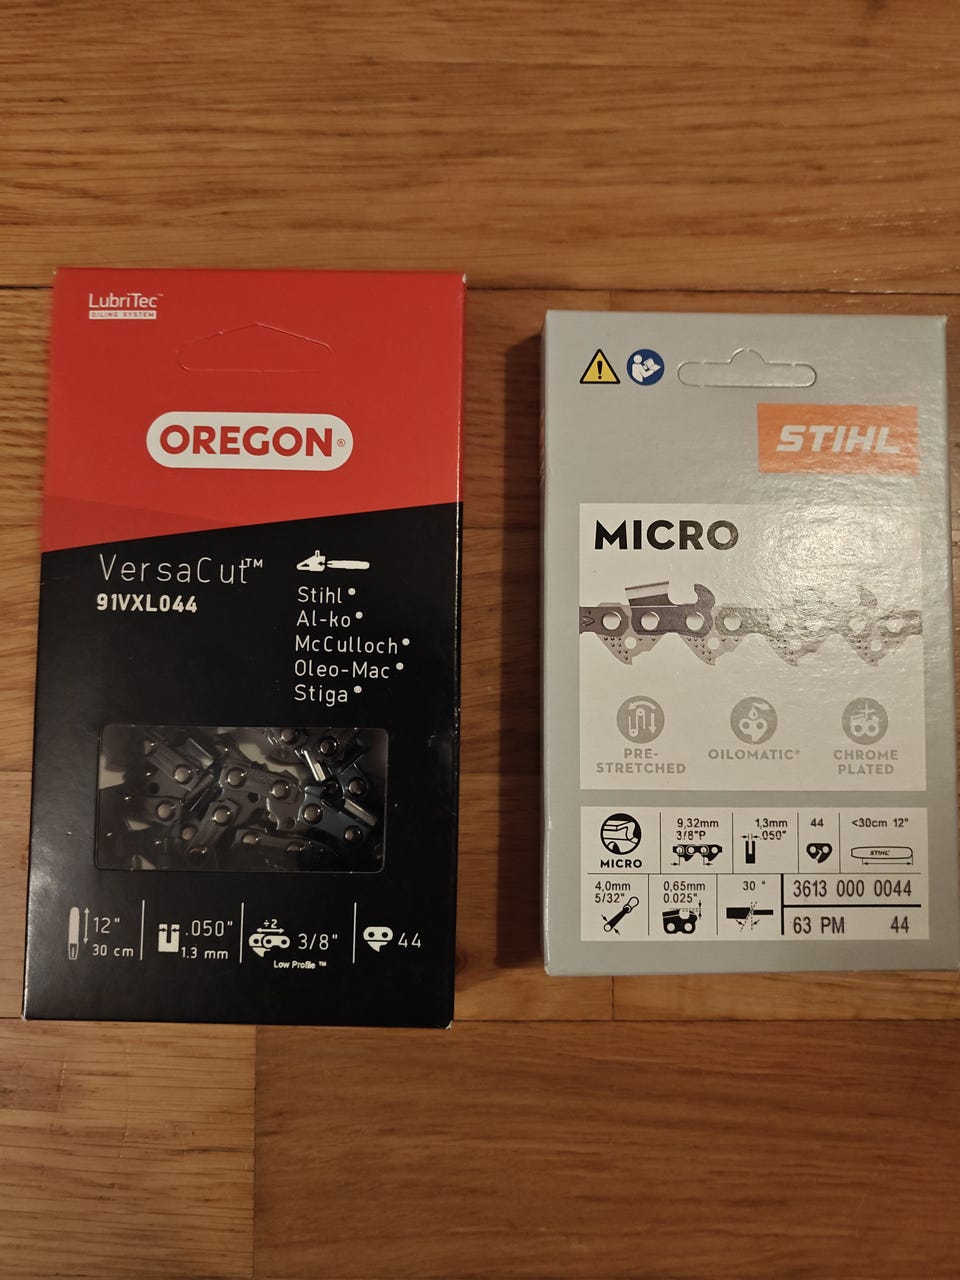 LubriTec™
OILING SYSTEM
OREGON®
VersaCut™
91VXL044
Stihl•
Al-ko•
McCulloch•
Oleo-Mac•
Stiga•
12"
30 cm
.050"
1.3 mm
÷2
3/8"
Low Profile™
44
STIHL
MICRO
PRE-
STRETCHED
OILOMATIC®
CHROME
PLATED
MICRO
9,32mm
3/8"P
1,3mm
.050"
44
<30cm 12"
STIHL
4,0mm
5/32"
0,65mm
0.025"
30 °
3613 000 0044
63 PM 44